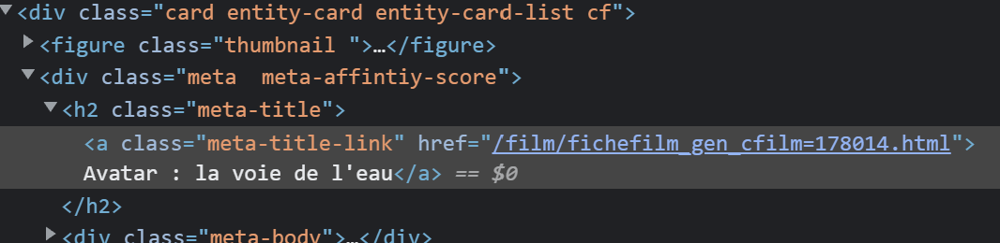 <div class="card entity-card entity-card-list cf">
<figure class="thumbnail ">…</figure>
<div class="meta  meta-affintiy-score">
<h2 class="meta-title">
<a class="meta-title-link" href="/film/fichefilm_gen_cfilm=178014.html">
Avatar : la voie de l'eau</a> == $0
</h2>
<div class="meta-body">…</div>